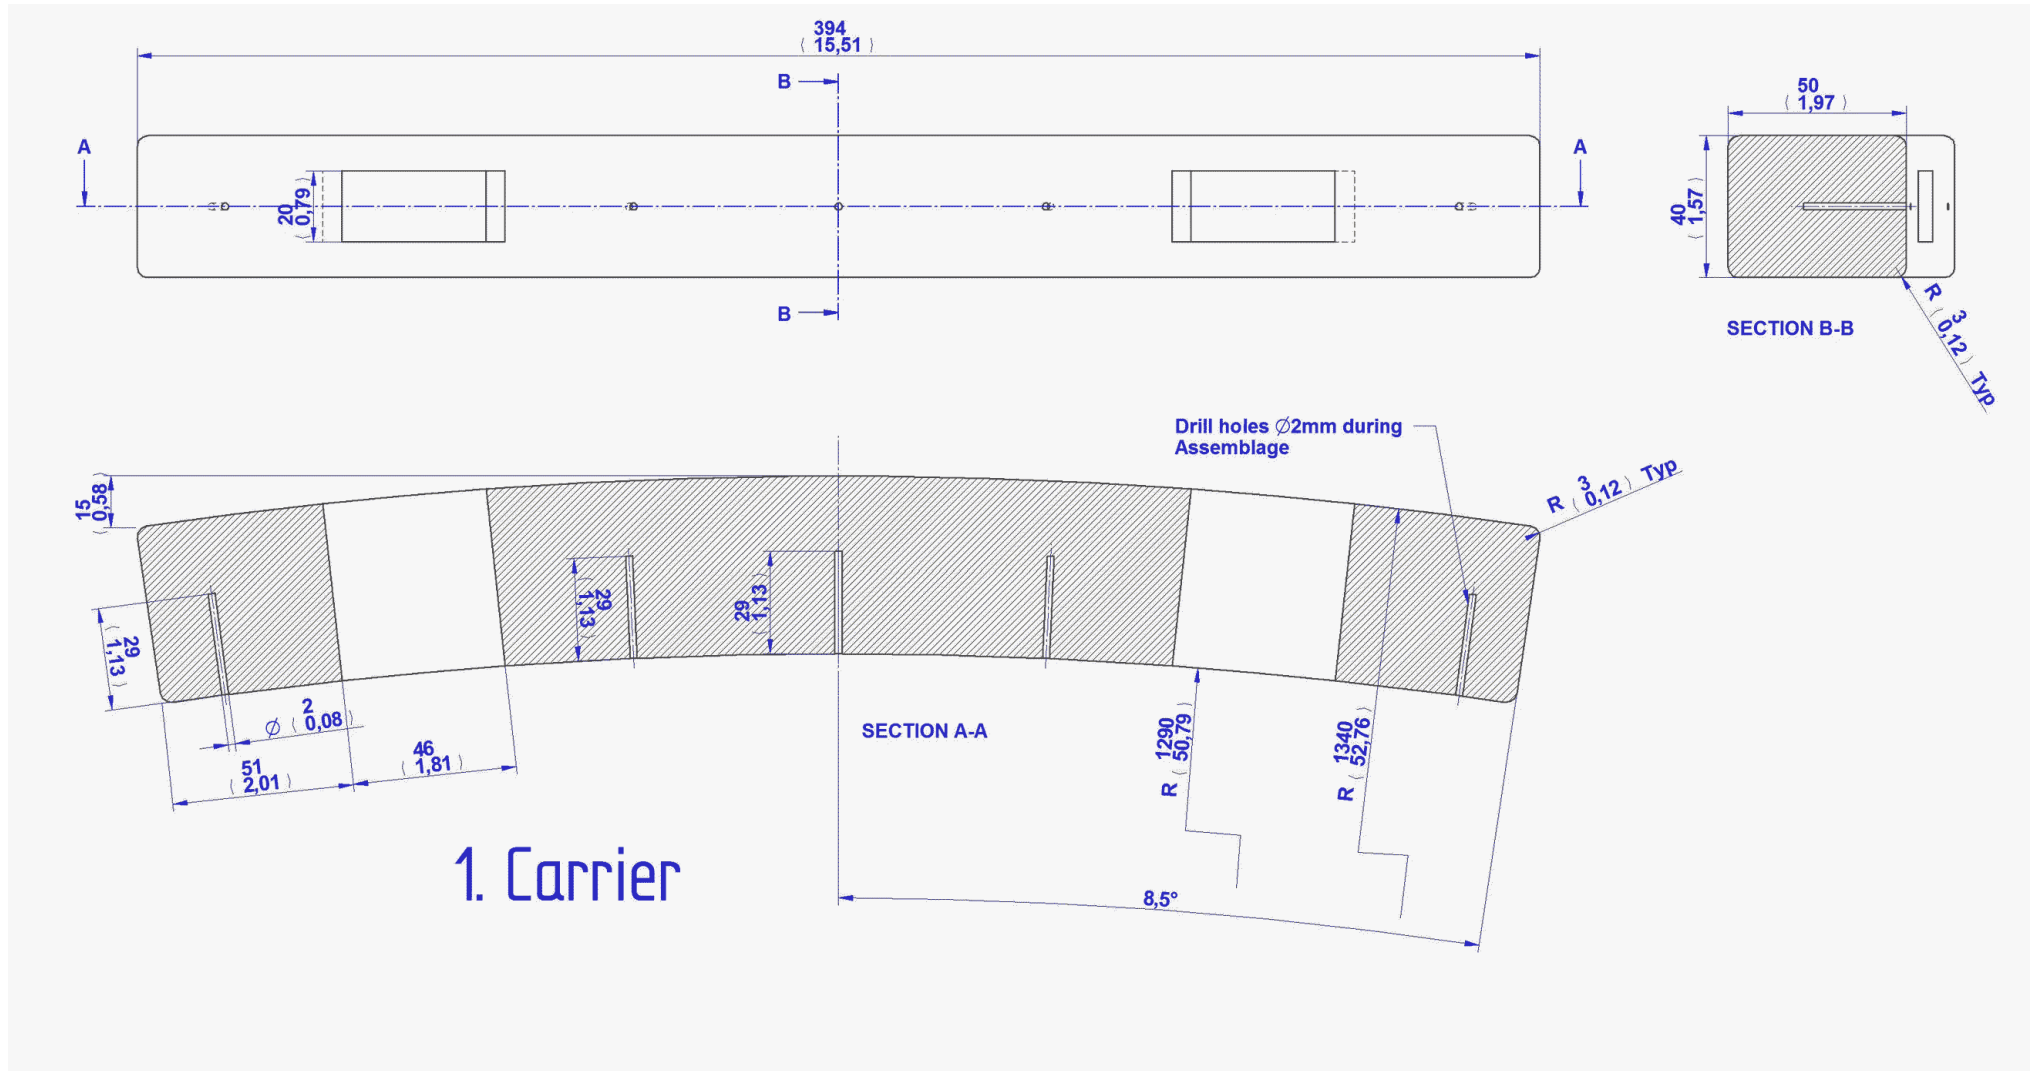 394
( 15,51 )
B
A
A
20
( 0,79 )
B
50
( 1,97 )
40
( 1,57 )
R ( 3
0,12 ) Typ
SECTION B-B
Drill holes Ø2mm during
Assemblage
R ( 3
0,12 ) Typ
15
( 0,58 )
29
( 1,13 )
29
( 1,13 )
29
( 1,13 )
Ø ( 2
0,08 )
51
( 2,01 )
46
( 1,81 )
SECTION A-A
R ( 1290
50,79 )
R ( 1340
52,76 )
8,5°
1. Carrier